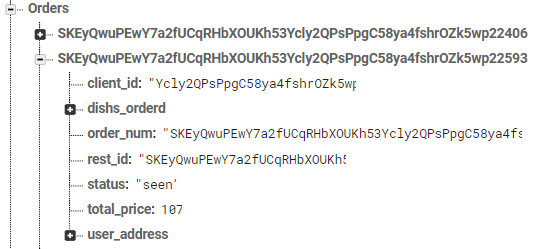 Orders
SKEyQwuPEwY7a2fUCqRHbXOUKh53Ycly2QPsPpgC58ya4fshrOZk5wp22406
SKEyQwuPEwY7a2fUCqRHbXOUKh53Ycly2QPsPpgC58ya4fshrOZk5wp22593
client_id: "Ycly2QPsPpgC58ya4fshrOZk5wp
dishs_orderd
order_num: "SKEyQwuPEwY7a2fUCqRHbXOUKh53Ycly2QPsPpgC58ya4fs
rest_id: "SKEyQwuPEwY7a2fUCqRHbXOUKh5
status: "seen"
total_price: 107
user_address